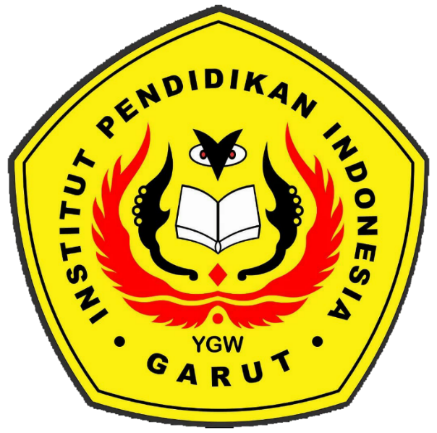 INSTITUT PENDIDIKAN INDONESIA
YGW
GARUT